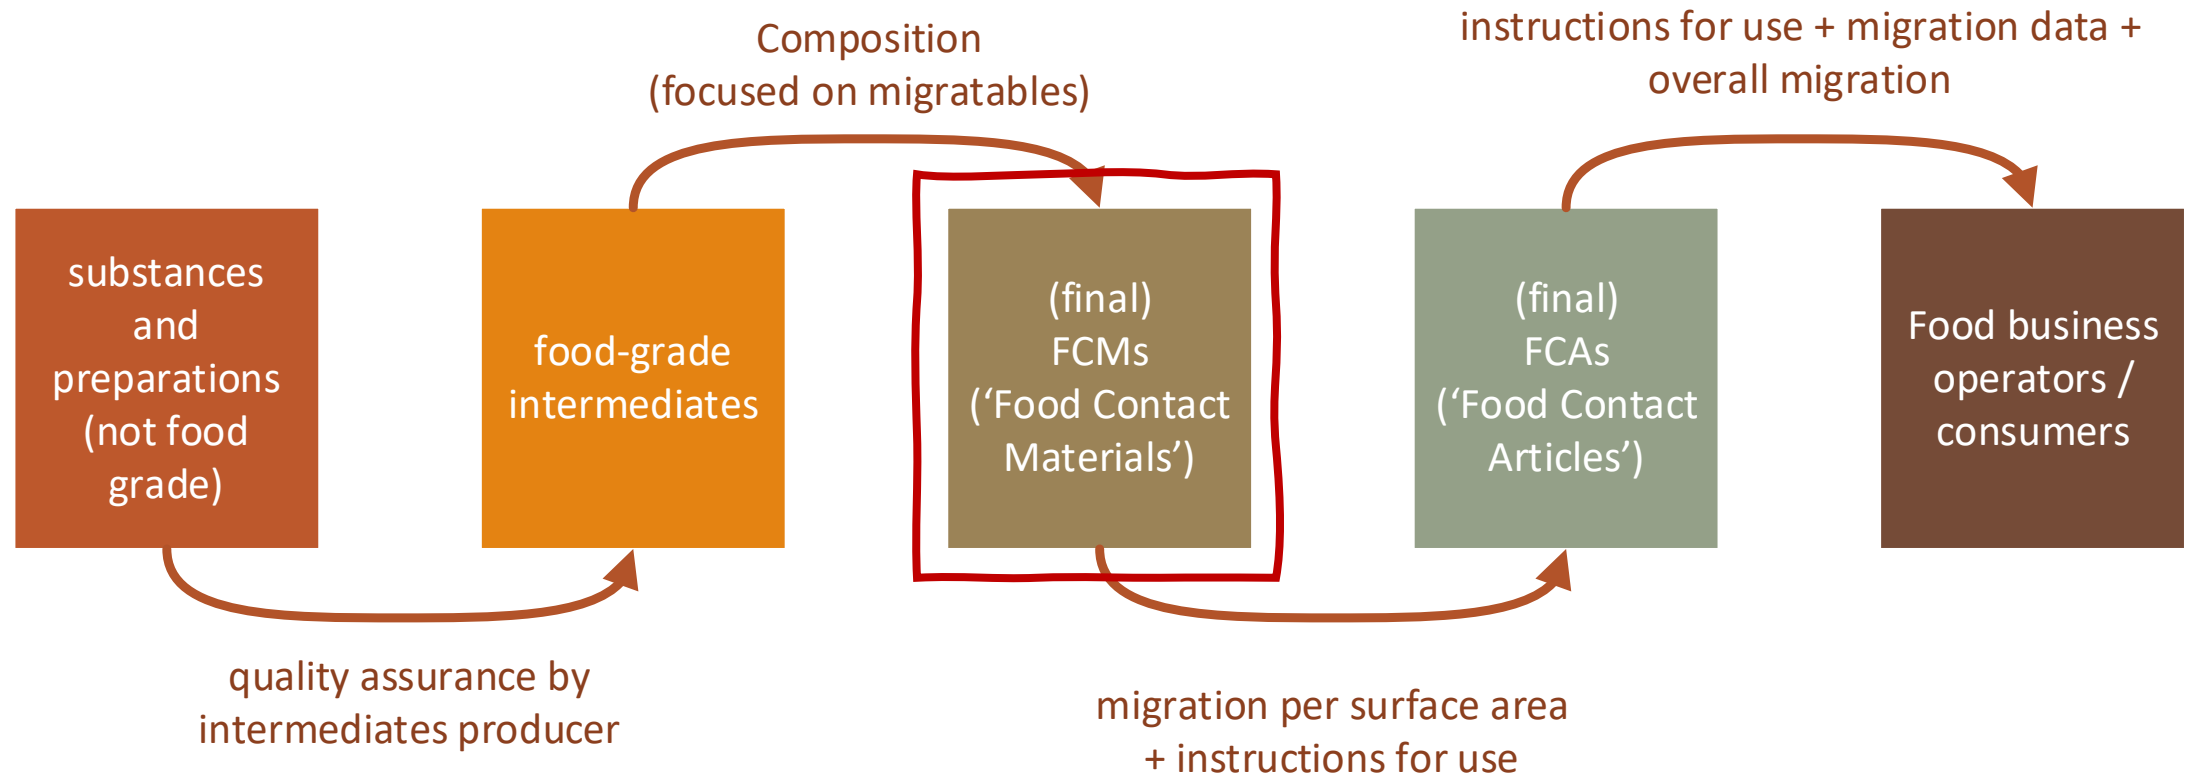 Composition
(focused on migratables)
instructions for use + migration data +
overall migration
substances
and
preparations
(not food
grade)
food-grade
intermediates
(final)
FCMs
(‘Food Contact
Materials’)
(final)
FCAs
(‘Food Contact
Articles’)
Food business
operators /
consumers
quality assurance by
intermediates producer
migration per surface area
+ instructions for use